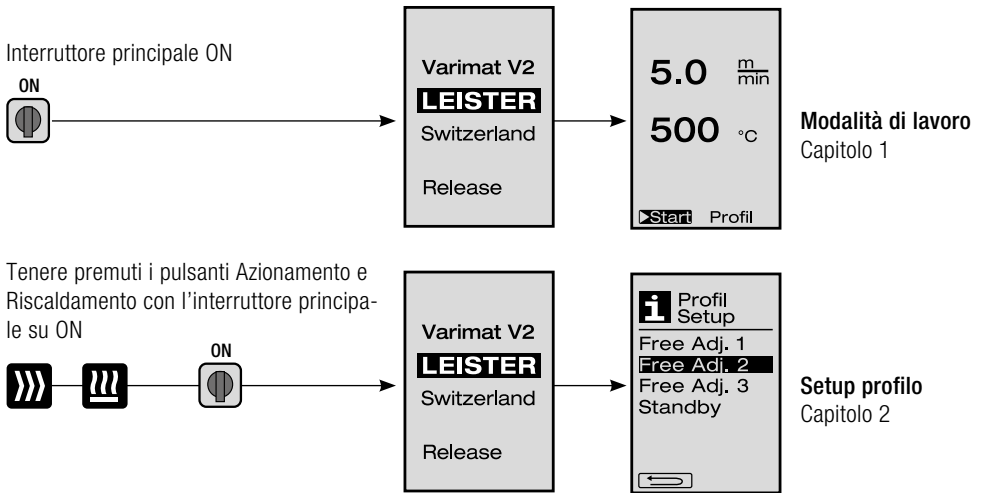 Interruttore principale ON
ON
Varimat V2
LEISTER
Switzerland
Release
5.0 m/min
500 °C
Start Profil
Modalità di lavoro
Capitolo 1
Tenere premuti i pulsanti Azionamento e
Riscaldamento con l'interruttore principa-
le su ON
ON
Varimat V2
LEISTER
Switzerland
Release
Profil
Setup
Free Adj. 1
Free Adj. 2
Free Adj. 3
Standby
Setup profilo
Capitolo 2